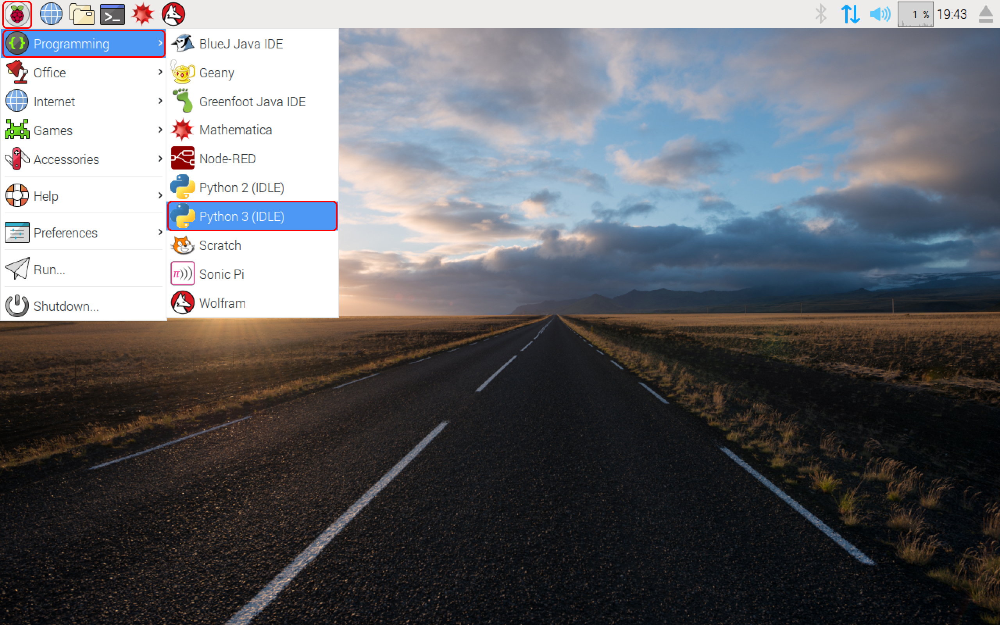 1 %
19:43
Programming
Office
Internet
Games
Accessories
Help
Preferences
Run...
Shutdown...
BlueJ Java IDE
Geany
Greenfoot Java IDE
Mathematica
Node-RED
Python 2 (IDLE)
Python 3 (IDLE)
Scratch
Sonic Pi
Wolfram